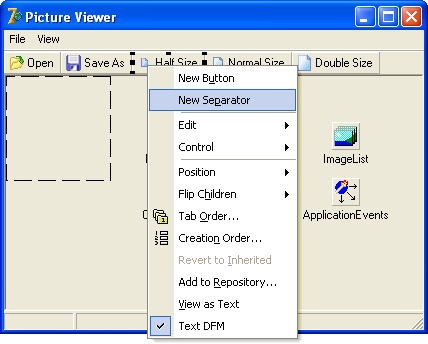 Picture Viewer
File View
Open Save As Half Size Normal Size Double Size
New Button
New Separator
Edit
Control
ImageList
Position
Flip Children
Tab Order...
ApplicationEvents
Creation Order...
Revert to Inherited
Add to Repository...
View as Text
Text DFM